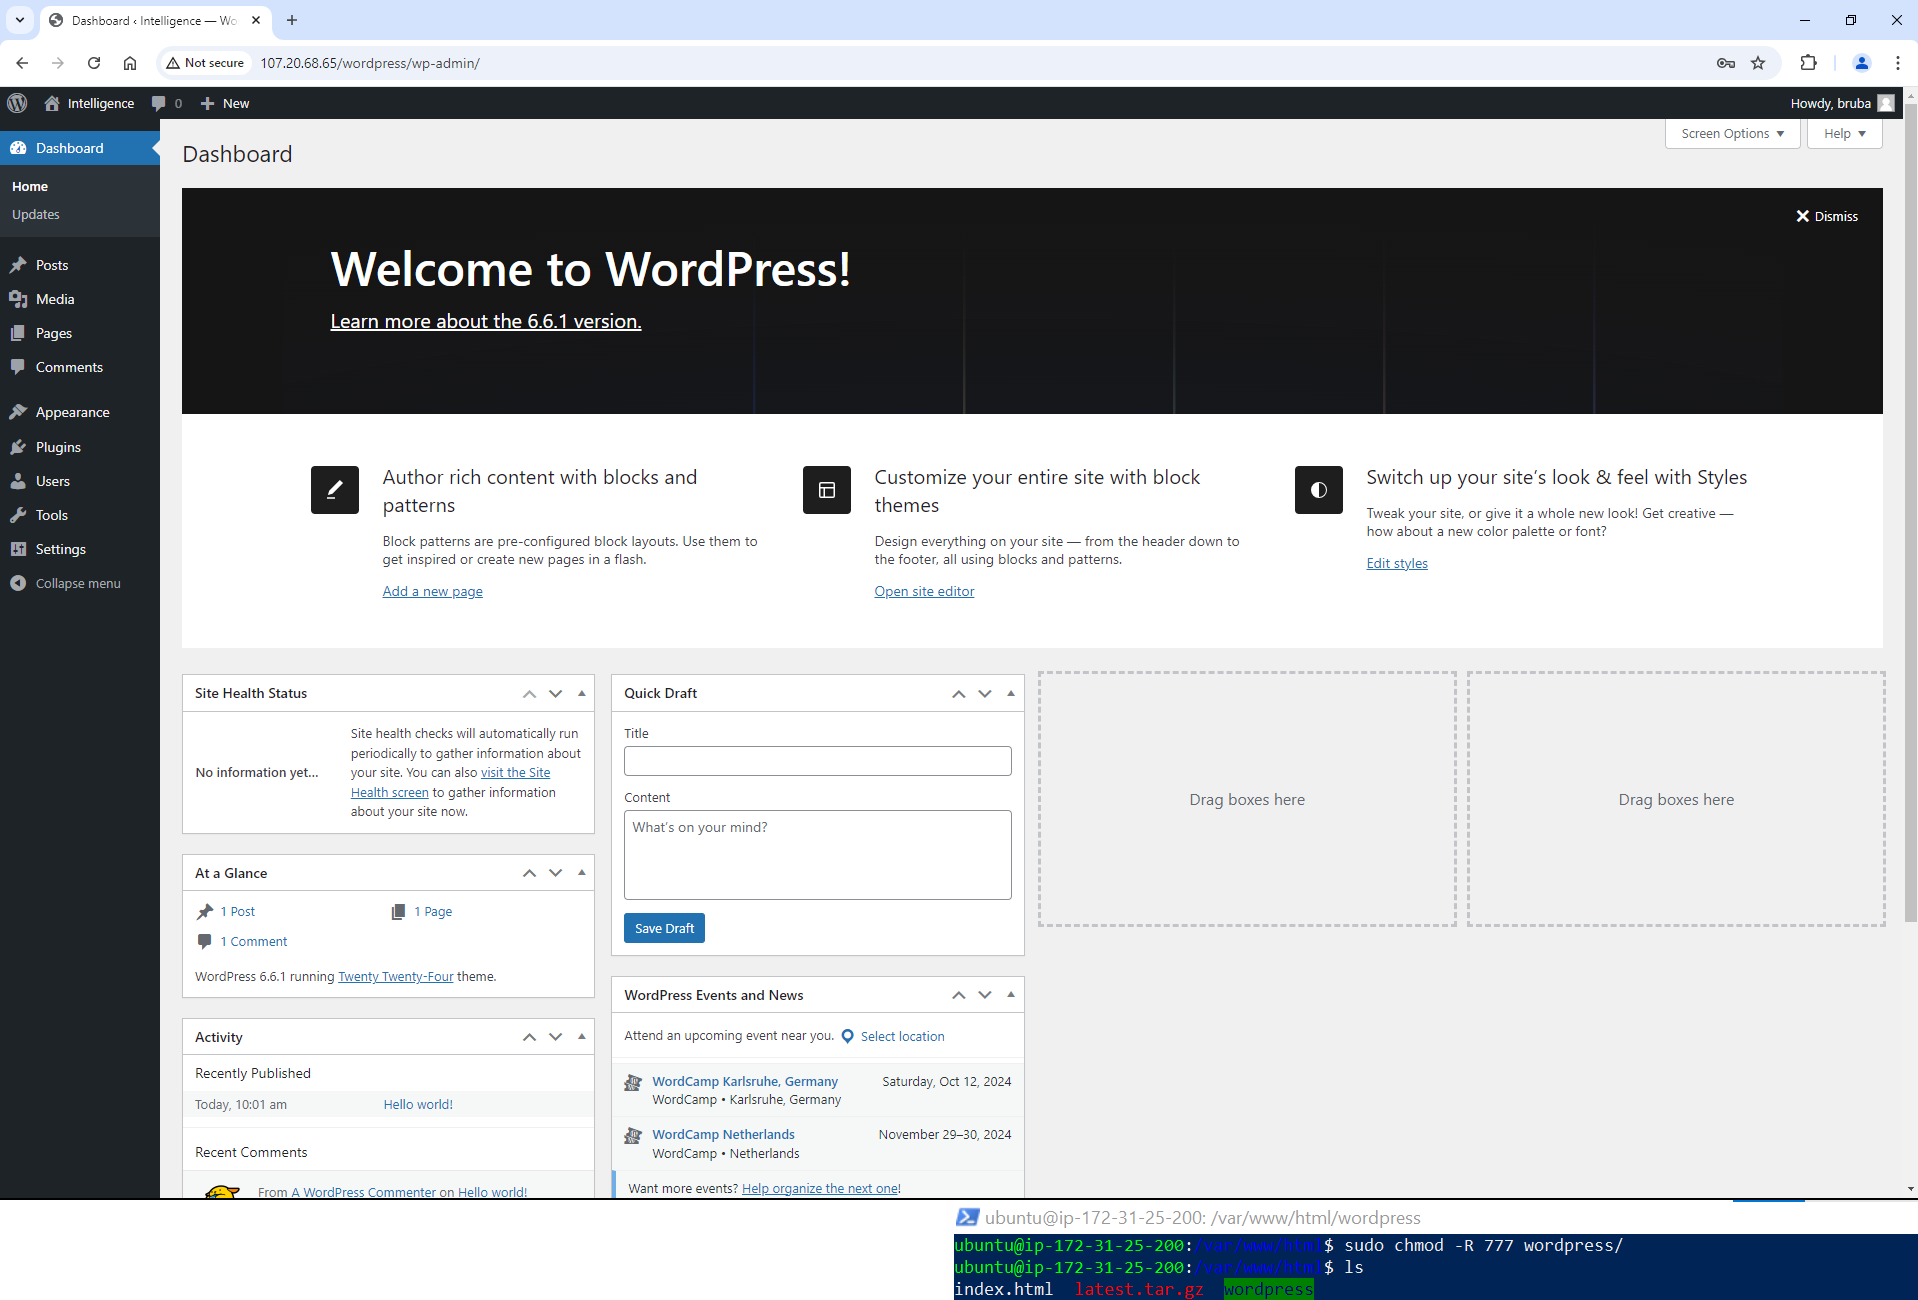 Dashboard ‹ Intelligence — Wo
Not secure
107.20.68.65/wordpress/wp-admin/
Intelligence
0
New
Howdy, bruba
Dashboard
Home
Updates
Posts
Media
Pages
Comments
Appearance
Plugins
Users
Tools
Settings
Collapse menu
Screen Options
Help
Dashboard
Dismiss
Welcome to WordPress!
Learn more about the 6.6.1 version.
Author rich content with blocks and
patterns
Block patterns are pre-configured block layouts. Use them to
get inspired or create new pages in a flash.
Add a new page
Customize your entire site with block
themes
Design everything on your site — from the header down to
the footer, all using blocks and patterns.
Open site editor
Switch up your site’s look & feel with Styles
Tweak your site, or give it a whole new look! Get creative —
how about a new color palette or font?
Edit styles
Site Health Status
No information yet...
Site health checks will automatically run
periodically to gather information about
your site. You can also visit the Site
Health screen to gather information
about your site now.
At a Glance
1 Post
1 Page
1 Comment
WordPress 6.6.1 running Twenty Twenty-Four theme.
Activity
Recently Published
Today, 10:01 am
Hello world!
Recent Comments
From A WordPress Commenter on Hello world!
Quick Draft
Title
Content
What’s on your mind?
Save Draft
WordPress Events and News
Attend an upcoming event near you.
Select location
WordCamp Karlsruhe, Germany
Saturday, Oct 12, 2024
WordCamp • Karlsruhe, Germany
WordCamp Netherlands
November 29–30, 2024
WordCamp • Netherlands
Want more events? Help organize the next one!
Drag boxes here
Drag boxes here
ubuntu@ip-172-31-25-200: /var/www/html/wordpress
ubuntu@ip-172-31-25-200:/var/www/html$ sudo chmod -R 777 wordpress/
ubuntu@ip-172-31-25-200:/var/www/html$ ls
index.html latest.tar.gz wordpress